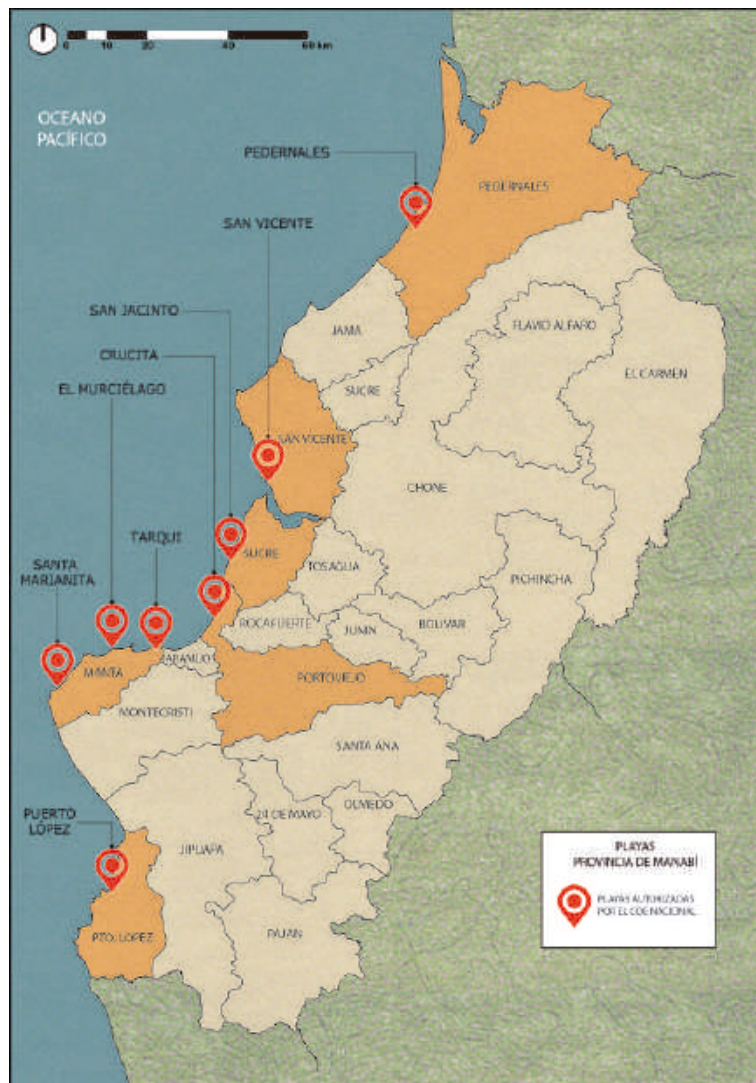 0 10 20 40 60 km
OCEANO
PACÍFICO
PEDERNALES
PEDERNALES
SAN VICENTE
SAN JACINTO
JAMA
FLAVIO ALFARO
CRUCITA
EL CARMEN
EL MURCIÉLAGO
SUCRE
SAN VICENTE
CHONE
TARQUI
SANTA
MARIANITA
SUCRE
TOSAGUA
PICHINCHA
ROCAFUERTE
JUNIN
BOLIVAR
MANTA
PORTOVIEJO
MONTECRISTI
SANTA ANA
PUERTO
LÓPEZ
24 DE MAYO
OLMEDO
JIPIJAPA
PLAYAS
PROVINCIA DE MANABÍ
PLAYAS AUTORIZADAS
POR EL COE NACIONAL
PTO. LOPEZ
PAJAN